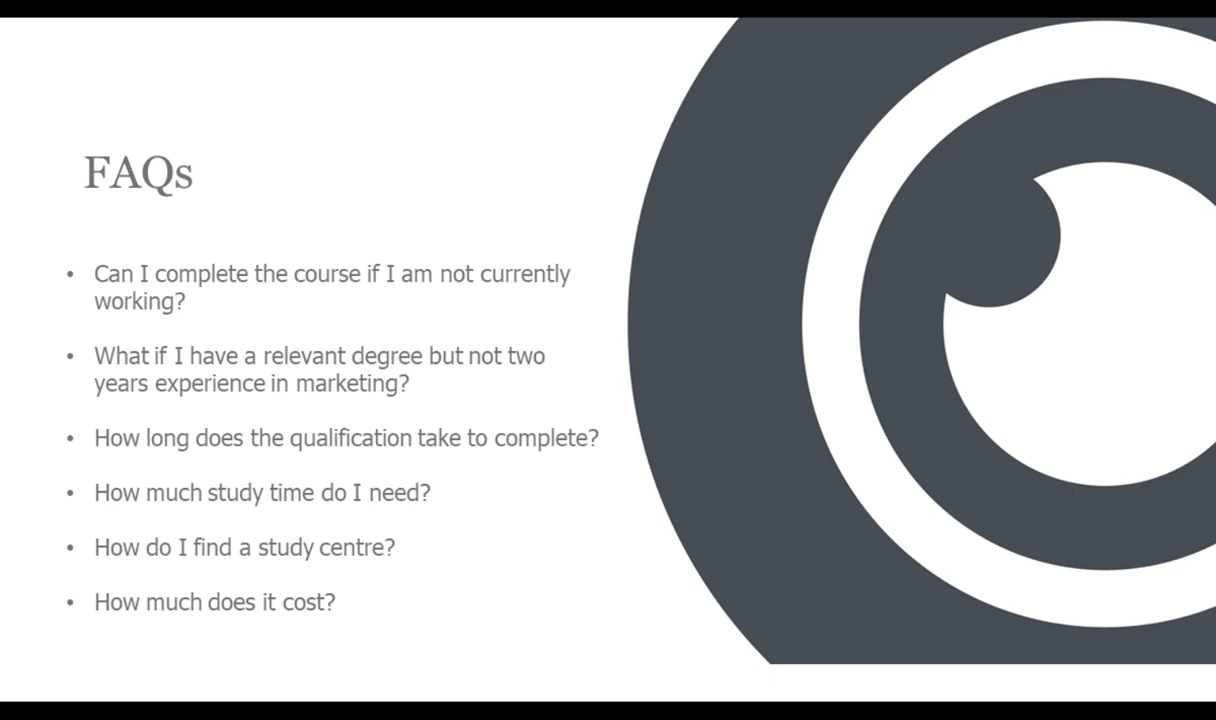 FAQs
• Can I complete the course if I am not currently
working?
• What if I have a relevant degree but not two
years experience in marketing?
• How long does the qualification take to complete?
• How much study time do I need?
• How do I find a study centre?
• How much does it cost?